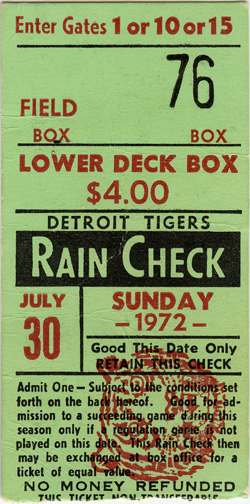 Enter Gates 1 or 10 or 15
76
FIELD
BOX BOX
LOWER DECK BOX
$4.00
DETROIT TIGERS
RAIN CHECK
JULY SUNDAY
30 —1972—
Good This Date Only
RETAIN THIS CHECK
Admit One— Subject to the conditions set
forth on the back hereof. Good for ad-
mission to a succeeding game during this
season only if a regulation game is not
played on this date. This Rain Check then
may be exchanged at box office for a
ticket of equal value.
NO MONEY REFUNDED
THIS TICKET NON-TRANSFERABLE